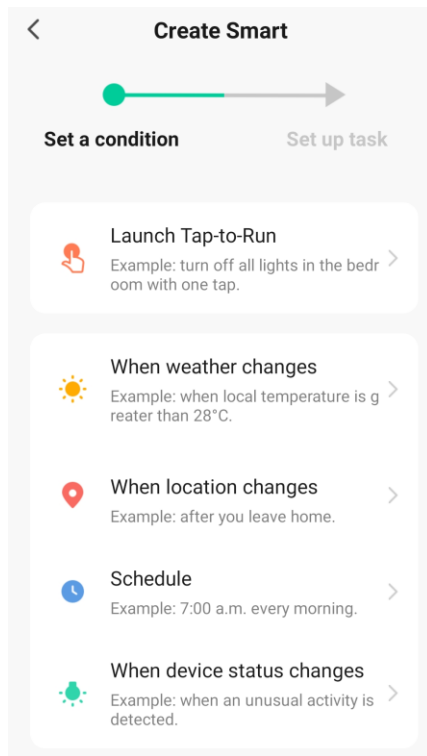 Create Smart
Set a condition
Set up task
Launch Tap-to-Run
Example: turn off all lights in the bedr
oom with one tap.
When weather changes
Example: when local temperature is g
reater than 28°C.
When location changes
Example: after you leave home.
Schedule
Example: 7:00 a.m. every morning.
When device status changes
Example: when an unusual activity is
detected.